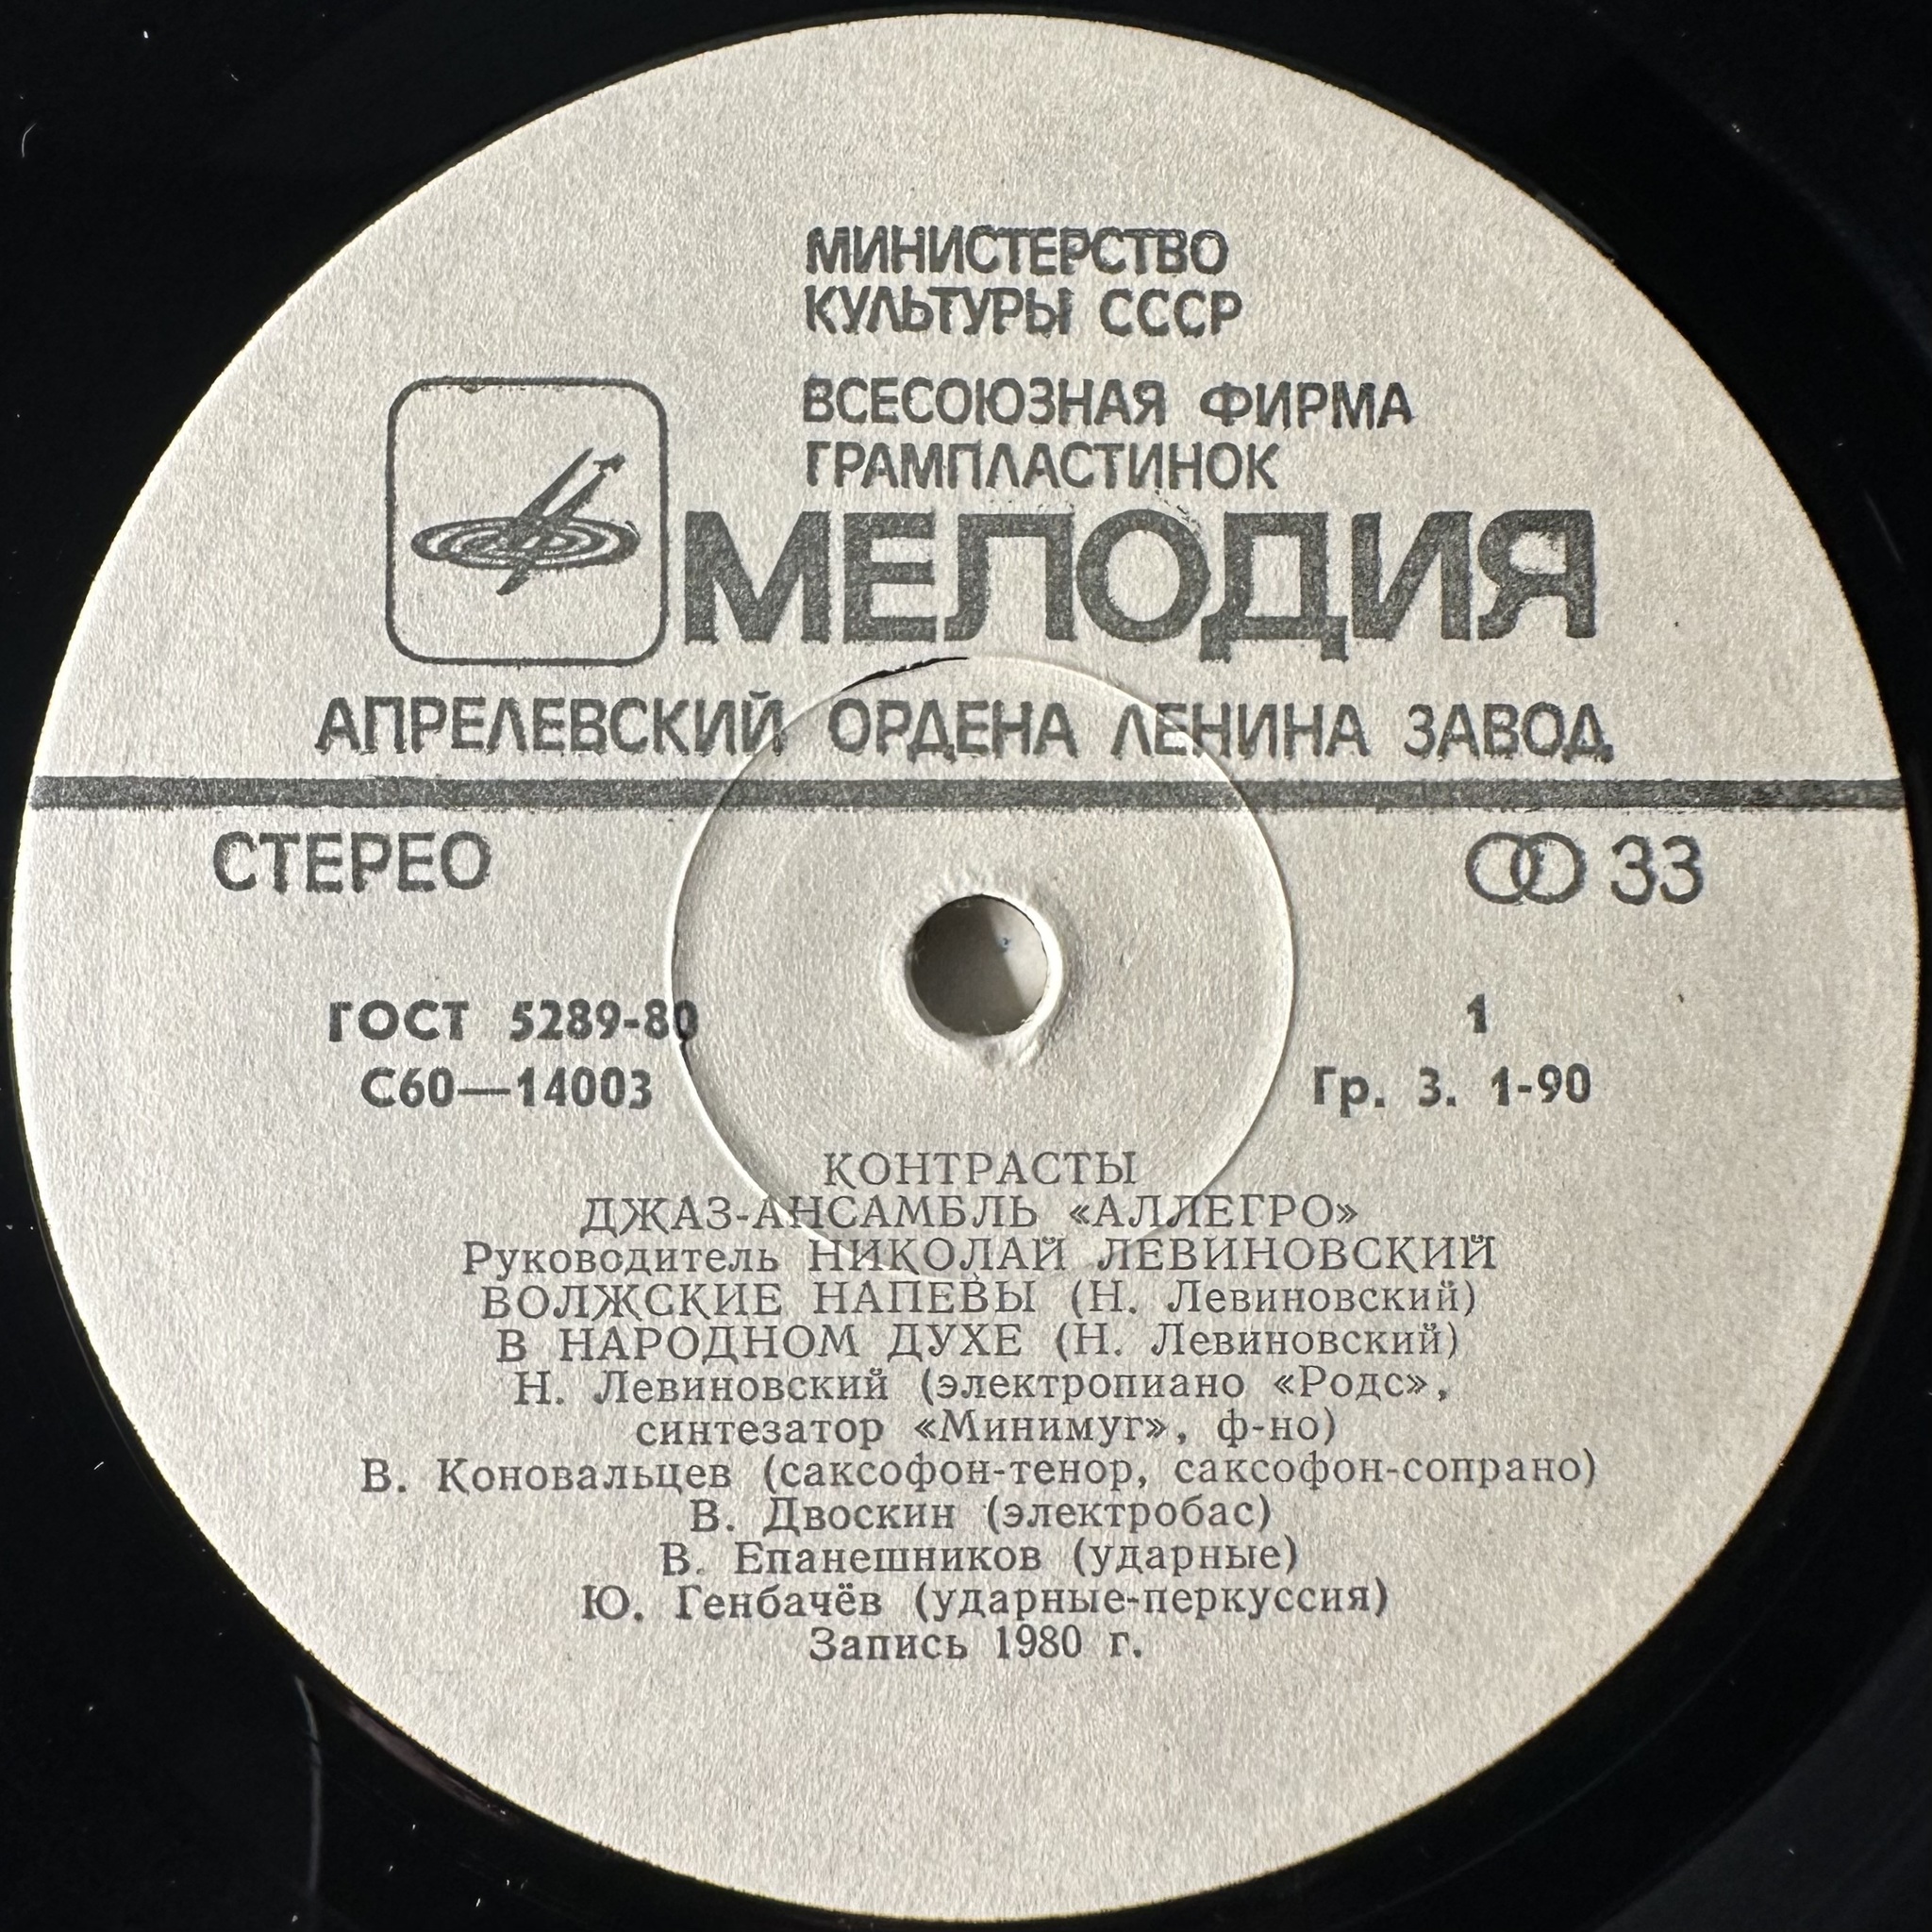 МИНИСТЕРСТВО
КУЛЬТУРЫ СССР
ВСЕСОЮЗНАЯ ФИРМА
ГРАМПЛАСТИНОК
МЕЛОДИЯ
АПРЕЛЕВСКИЙ ОРДЕНА ЛЕНИНА ЗАВОД
СТЕРЕО
33
ГОСТ 5289-80
С60—14003
1
Гр. 3. 1-90
КОНТРАСТЫ
ДЖАЗ-АНСАМБЛЬ «АЛЛЕГРО»
Руководитель НИКОЛАЙ ЛЕВИНОВСКИЙ
ВОЛЖСКИЕ НАПЕВЫ (Н. Левиновский)
В НАРОДНОМ ДУХЕ (Н. Левиновский)
Н. Левиновский (электропиано «Родс»,
синтезатор «Минимуг», ф-но)
В. Коновальцев (саксофон-тенор, саксофон-сопрано)
В. Двоскин (электробас)
В. Епанешников (ударные)
Ю. Генбачёв (ударные-перкуссия)
Запись 1980 г.